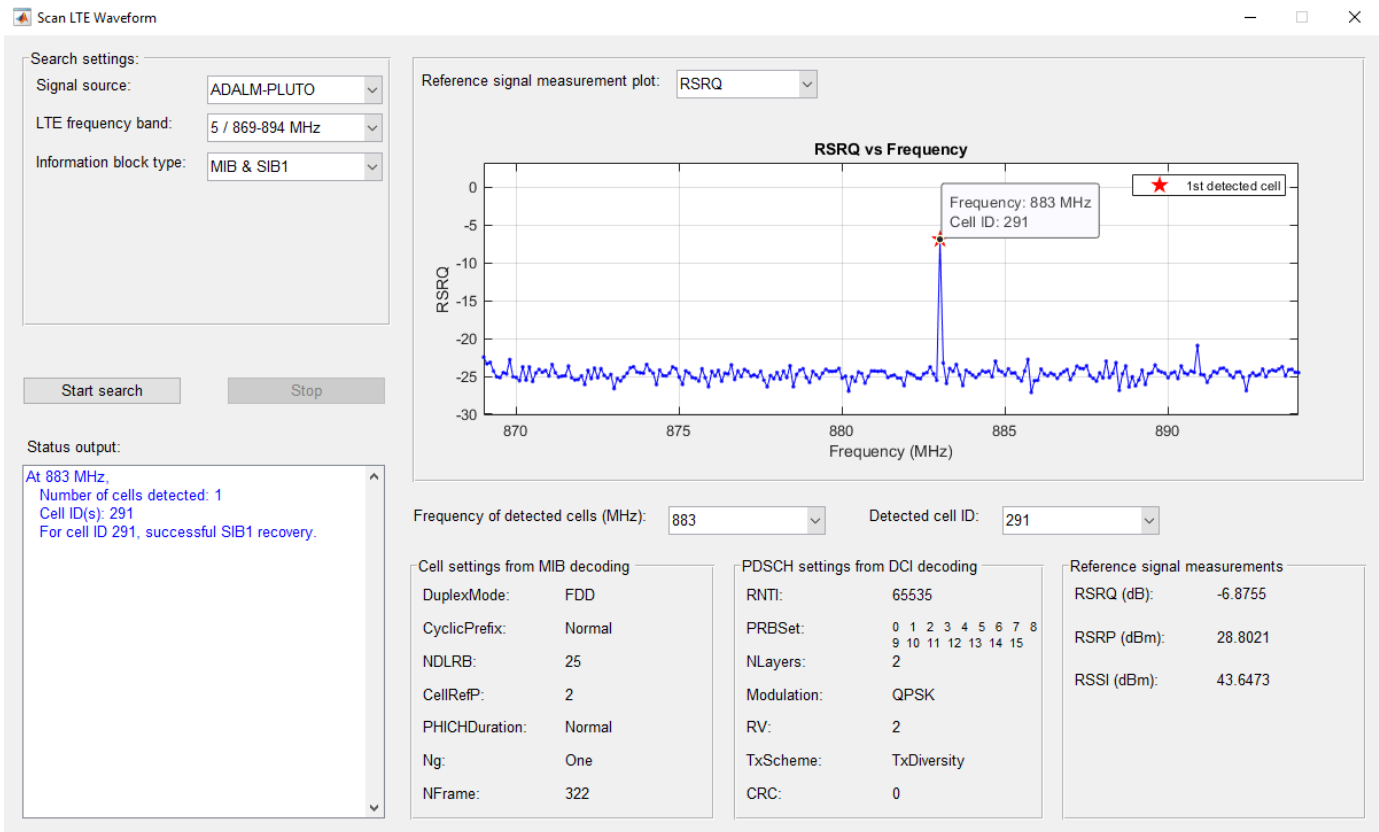 Scan LTE Waveform
Search settings:
Signal source:
ADALM-PLUTO
LTE frequency band:
5 / 869-894 MHz
Information block type:
MIB & SIB1
Start search
Stop
Status output:
At 883 MHz,
Number of cells detected: 1
Cell ID(s): 291
For cell ID 291, successful SIB1 recovery.
Reference signal measurement plot:
RSRQ
RSRQ vs Frequency
1st detected cell
Frequency: 883 MHz
Cell ID: 291
RSRQ
0
-5
-10
-15
-20
-25
-30
870
875
880
885
890
Frequency (MHz)
Frequency of detected cells (MHz):
883
Detected cell ID:
291
Cell settings from MIB decoding
DuplexMode: FDD
CyclicPrefix: Normal
NDLRB: 25
CellRefP: 2
PHICHDuration: Normal
Ng: One
NFrame: 322
PDSCH settings from DCI decoding
RNTI: 65535
PRBSet: 0 1 2 3 4 5 6 7 8
9 10 11 12 13 14 15
NLayers: 2
Modulation: QPSK
RV: 2
TxScheme: TxDiversity
CRC: 0
Reference signal measurements
RSRQ (dB): -6.8755
RSRP (dBm): 28.8021
RSSI (dBm): 43.6473